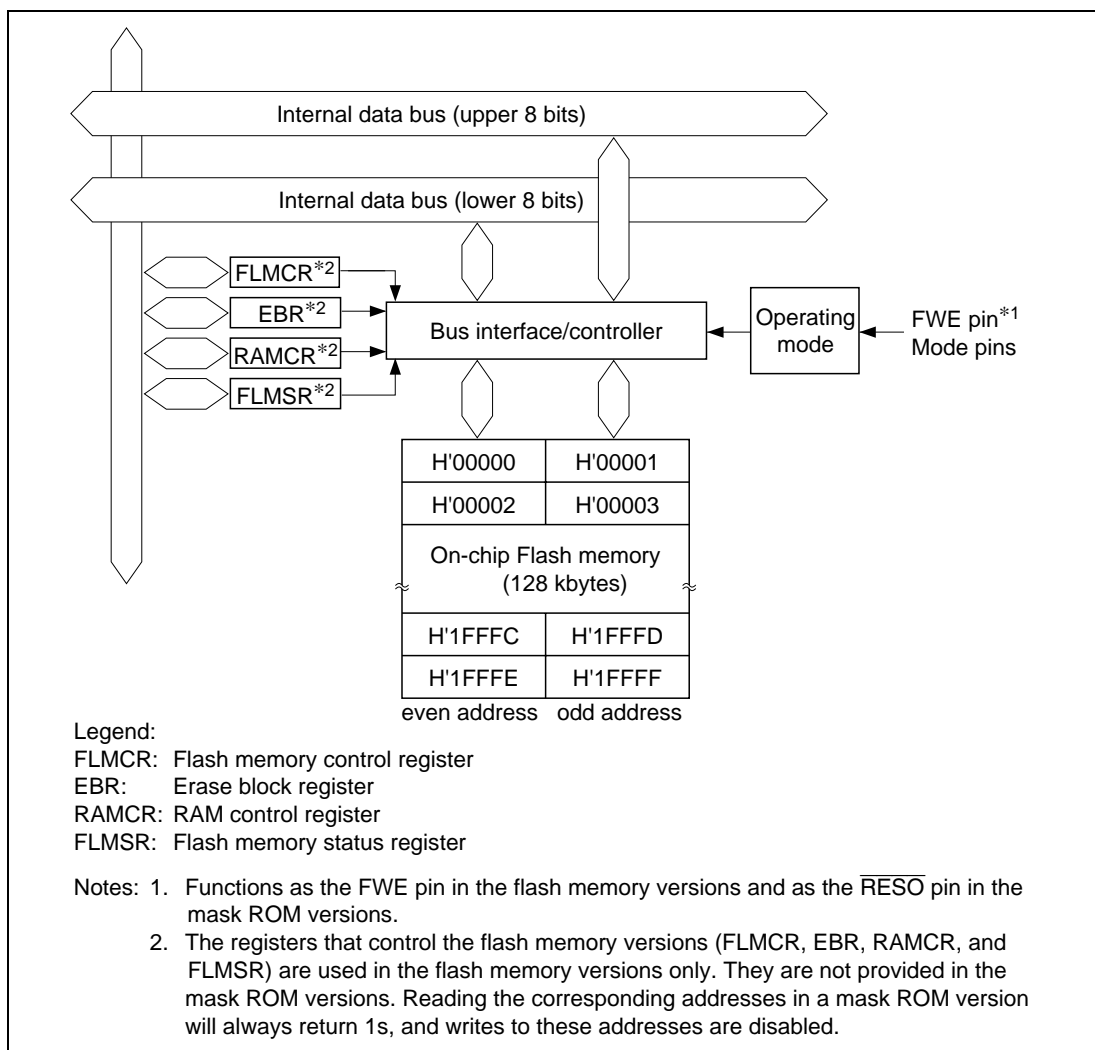 Internal data bus (upper 8 bits)
Internal data bus (lower 8 bits)
FLMCR*2
EBR*2
RAMCR*2
FLMSR*2
Bus interface/controller
Operating
mode
FWE pin*1
Mode pins
H'00000 H'00001
H'00002 H'00003
On-chip Flash memory
(128 kbytes)
H'1FFFC H'1FFFD
H'1FFFE H'1FFFF
even address odd address
Legend:
FLMCR: Flash memory control register
EBR: Erase block register
RAMCR: RAM control register
FLMSR: Flash memory status register
Notes: 1. Functions as the FWE pin in the flash memory versions and as the R̅E̅S̅O̅ pin in the
mask ROM versions.
2. The registers that control the flash memory versions (FLMCR, EBR, RAMCR, and
FLMSR) are used in the flash memory versions only. They are not provided in the
mask ROM versions. Reading the corresponding addresses in a mask ROM version
will always return 1s, and writes to these addresses are disabled.